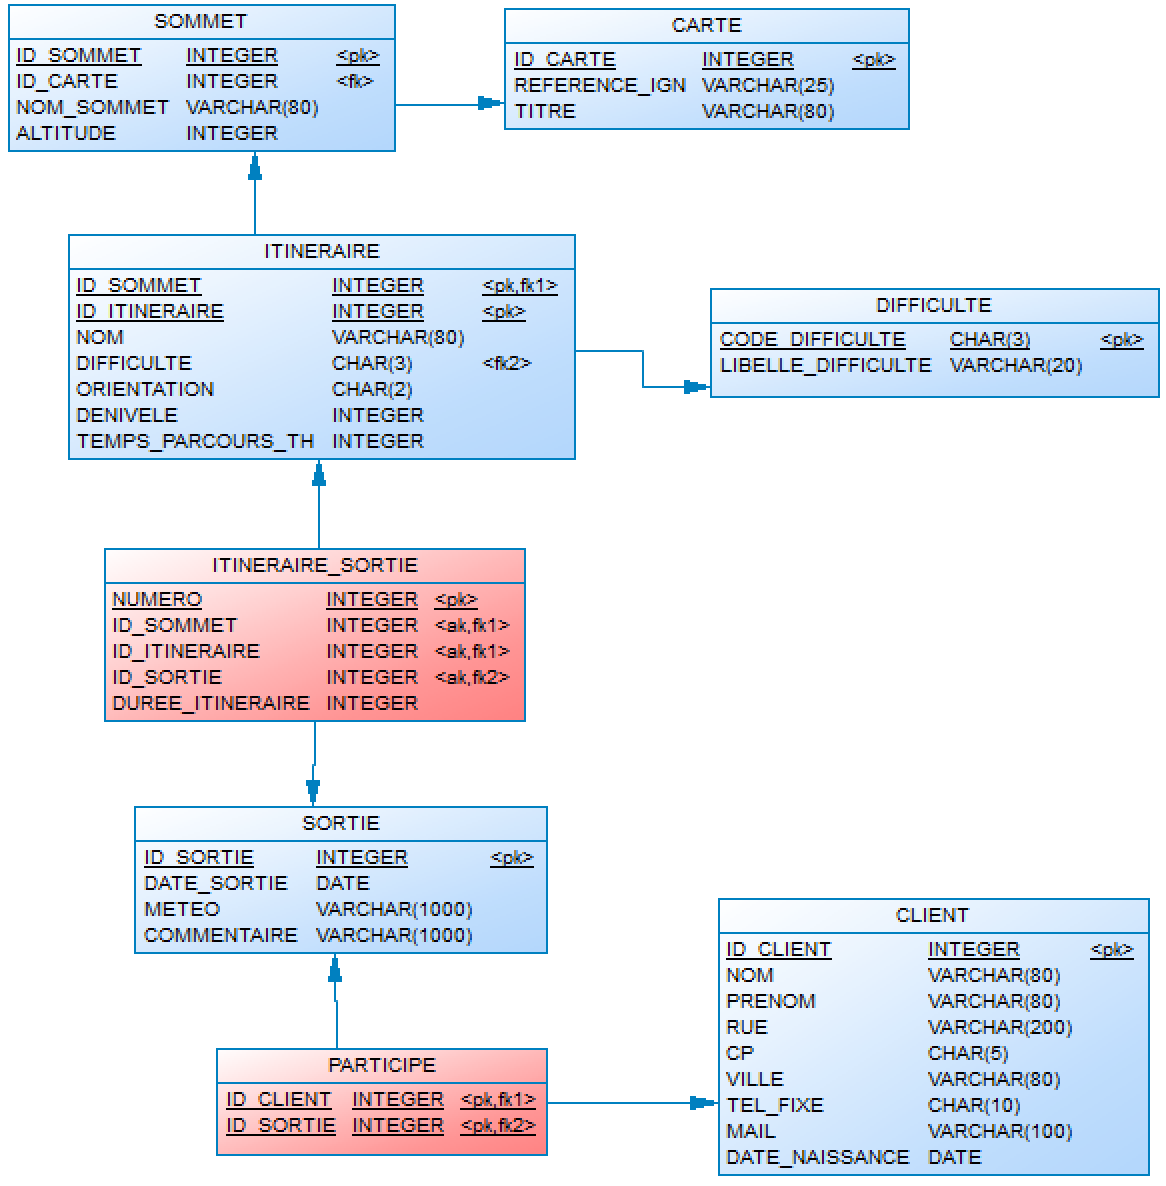 SOMMET
ID_SOMMET INTEGER <pk>
ID_CARTE INTEGER <fk>
NOM_SOMMET VARCHAR(80)
ALTITUDE INTEGER
CARTE
ID_CARTE INTEGER <pk>
REFERENCE_IGN VARCHAR(25)
TITRE VARCHAR(80)
ITINERAIRE
ID_SOMMET INTEGER <pk,fk1>
ID_ITINERAIRE INTEGER <pk>
NOM VARCHAR(80)
DIFFICULTE CHAR(3) <fk2>
ORIENTATION CHAR(2)
DENIVELE INTEGER
TEMPS_PARCOURS_TH INTEGER
DIFFICULTE
CODE_DIFFICULTE CHAR(3) <pk>
LIBELLE_DIFFICULTE VARCHAR(20)
ITINERAIRE_SORTIE
NUMERO INTEGER <pk>
ID_SOMMET INTEGER <ak,fk1>
ID_ITINERAIRE INTEGER <ak,fk1>
ID_SORTIE INTEGER <ak,fk2>
DUREE_ITINERAIRE INTEGER
SORTIE
ID_SORTIE INTEGER <pk>
DATE_SORTIE DATE
METEO VARCHAR(1000)
COMMENTAIRE VARCHAR(1000)
CLIENT
ID_CLIENT INTEGER <pk>
NOM VARCHAR(80)
PRENOM VARCHAR(80)
RUE VARCHAR(200)
CP CHAR(5)
VILLE VARCHAR(80)
TEL_FIXE CHAR(10)
MAIL VARCHAR(100)
DATE_NAISSANCE DATE
PARTICIPE
ID_CLIENT INTEGER <pk,fk1>
ID_SORTIE INTEGER <pk,fk2>